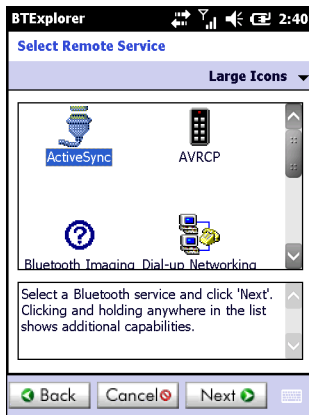 BTExplorer 2:40
Select Remote Service
Large Icons
ActiveSync AVRCP
Bluetooth Imaging Dial-up Networking
Select a Bluetooth service and click 'Next'.
Clicking and holding anywhere in the list
shows additional capabilities.
Back Cancel Next